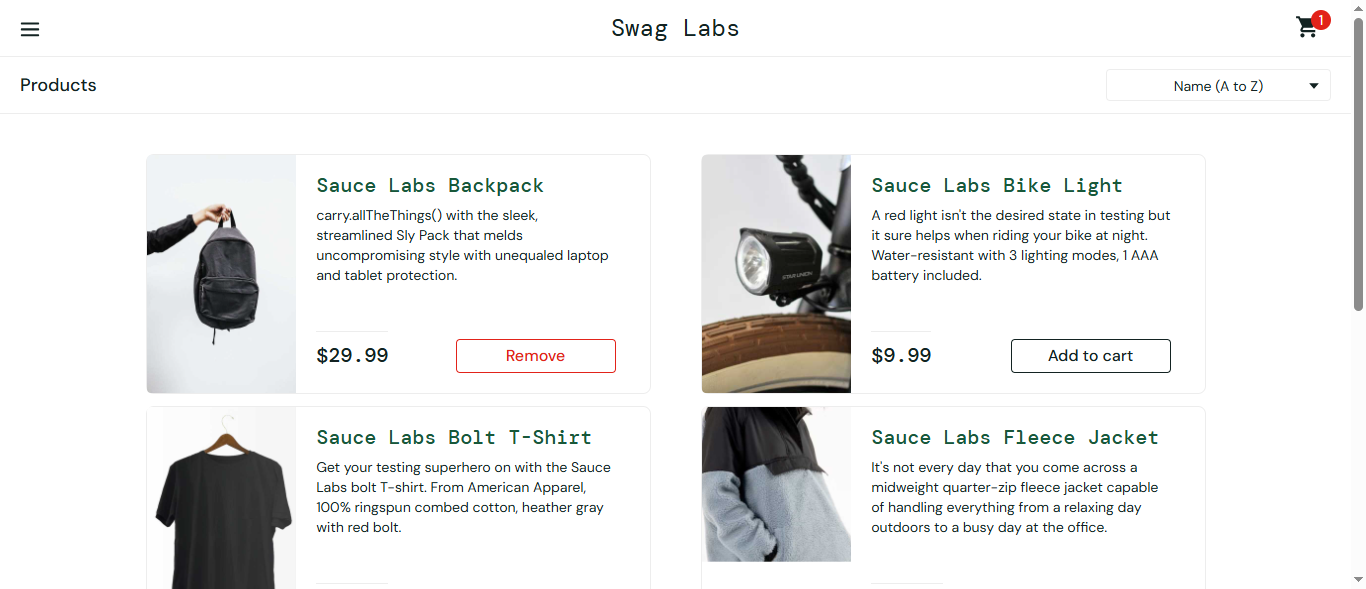 Swag Labs
1
Products
Name (A to Z)
Sauce Labs Backpack
carry.allTheThings() with the sleek,
streamlined Sly Pack that melds
uncompromising style with unequaled laptop
and tablet protection.
$29.99
Remove
Sauce Labs Bike Light
A red light isn't the desired state in testing but
it sure helps when riding your bike at night.
Water-resistant with 3 lighting modes, 1 AAA
battery included.
STAR UNION
$9.99
Add to cart
Sauce Labs Bolt T-Shirt
Get your testing superhero on with the Sauce
Labs bolt T-shirt. From American Apparel,
100% ringspun combed cotton, heather gray
with red bolt.
Sauce Labs Fleece Jacket
It's not every day that you come across a
midweight quarter-zip fleece jacket capable
of handling everything from a relaxing day
outdoors to a busy day at the office.